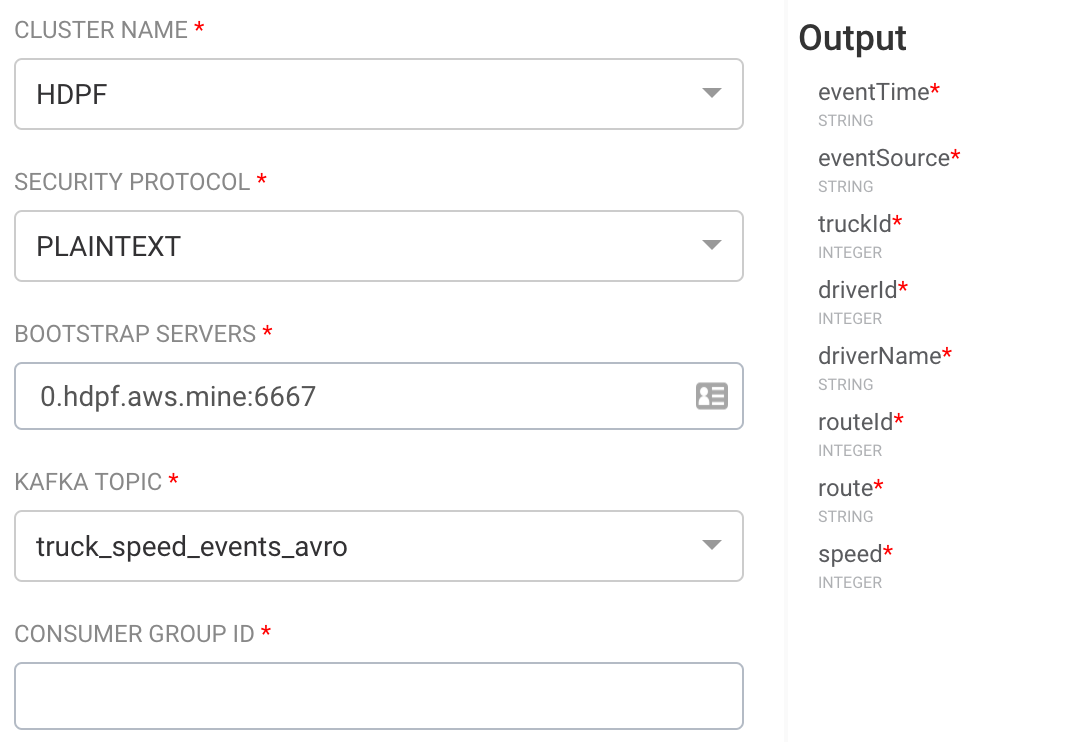 CLUSTER NAME *
HDPF
SECURITY PROTOCOL *
PLAINTEXT
BOOTSTRAP SERVERS *
0.hdpf.aws.mine:6667
KAFKA TOPIC *
truck_speed_events_avro
CONSUMER GROUP ID *
Output
eventTime*
STRING
eventSource*
STRING
truckId*
INTEGER
driverId*
INTEGER
driverName*
STRING
routeId*
INTEGER
route*
STRING
speed*
INTEGER